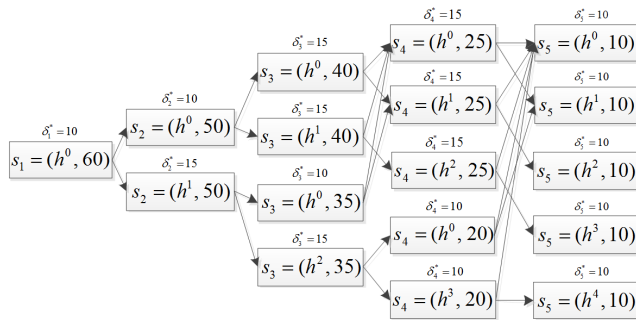 δ₁* = 10
s₁ = (h⁰, 60)
δ₂* = 10
s₂ = (h⁰, 50)
δ₂* = 15
s₂ = (h¹, 50)
δ₃* = 15
s₃ = (h⁰, 40)
δ₃* = 15
s₃ = (h¹, 40)
δ₃* = 10
s₃ = (h⁰, 35)
δ₃* = 15
s₃ = (h², 35)
δ₄* = 15
s₄ = (h⁰, 25)
δ₄* = 15
s₄ = (h¹, 25)
δ₄* = 15
s₄ = (h², 25)
δ₄* = 10
s₄ = (h⁰, 20)
δ₄* = 10
s₄ = (h³, 20)
δ₅* = 10
s₅ = (h⁰, 10)
δ₅* = 10
s₅ = (h¹, 10)
δ₅* = 10
s₅ = (h², 10)
δ₅* = 10
s₅ = (h³, 10)
δ₅* = 10
s₅ = (h⁴, 10)